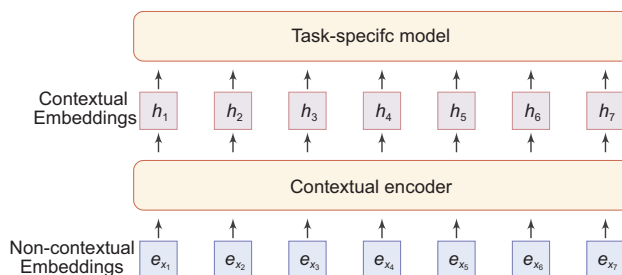 Task-specifc model
Contextual Embeddings
h1 h2 h3 h4 h5 h6 h7
Contextual encoder
Non-contextual Embeddings
ex1 ex2 ex3 ex4 ex5 ex6 ex7